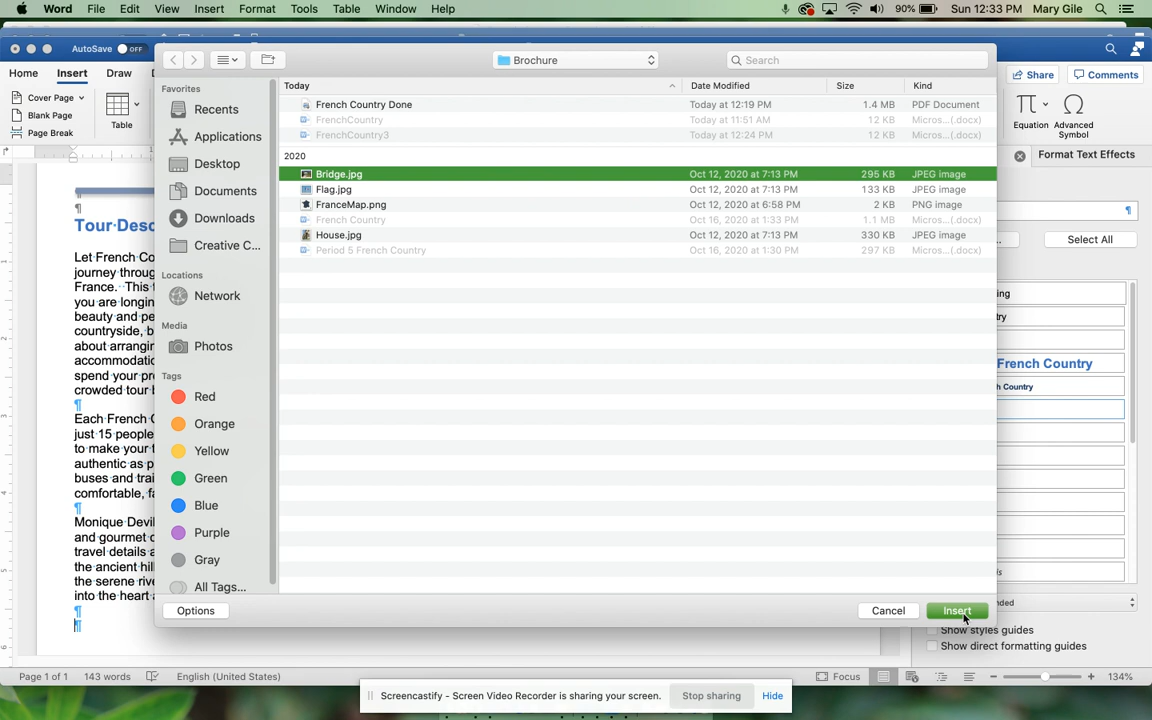 Word File Edit View Insert Format Tools Table Window Help 90% Sun 12:33 PM Mary Gile
AutoSave OFF Brochure Search
Home Insert Draw Share Comments
Cover Page
Blank Page
Page Break
Table
Equation Advanced Symbol
Format Text Effects
Select All
French Country
Country
Favorites
Recents
Applications
Desktop
Documents
Downloads
Creative C...
Locations
Network
Media
Photos
Tags
Red
Orange
Yellow
Green
Blue
Purple
Gray
All Tags...
Today Date Modified Size Kind
French Country Done Today at 12:19 PM 1.4 MB PDF Document
FrenchCountry Today at 11:51 AM 12 KB Micros...(.docx)
FrenchCountry3 Today at 12:24 PM 12 KB Micros...(.docx)
2020
Bridge.jpg Oct 12, 2020 at 7:13 PM 295 KB JPEG image
Flag.jpg Oct 12, 2020 at 7:13 PM 133 KB JPEG image
FranceMap.png Oct 12, 2020 at 6:58 PM 2 KB PNG image
French Country Oct 16, 2020 at 1:33 PM 1.1 MB Micros...(.docx)
House.jpg Oct 12, 2020 at 7:13 PM 330 KB JPEG image
Period 5 French Country Oct 16, 2020 at 1:30 PM 297 KB Micros...(.docx)
Options Cancel Insert
Tour Desc
Let French Co
journey throug
France. This
you are longin
beauty and pe
countryside, b
about arrangin
accommodatio
spend your pr
crowded tour b
Each French C
just 15 people
to make your t
authentic as p
buses and trai
comfortable, fa
Monique Devil
and gourmet c
travel details a
the ancient hill
the serene rive
into the heart
Show styles guides
Show direct formatting guides
Page 1 of 1 143 words English (United States) Focus 134%
Screencastify - Screen Video Recorder is sharing your screen. Stop sharing Hide